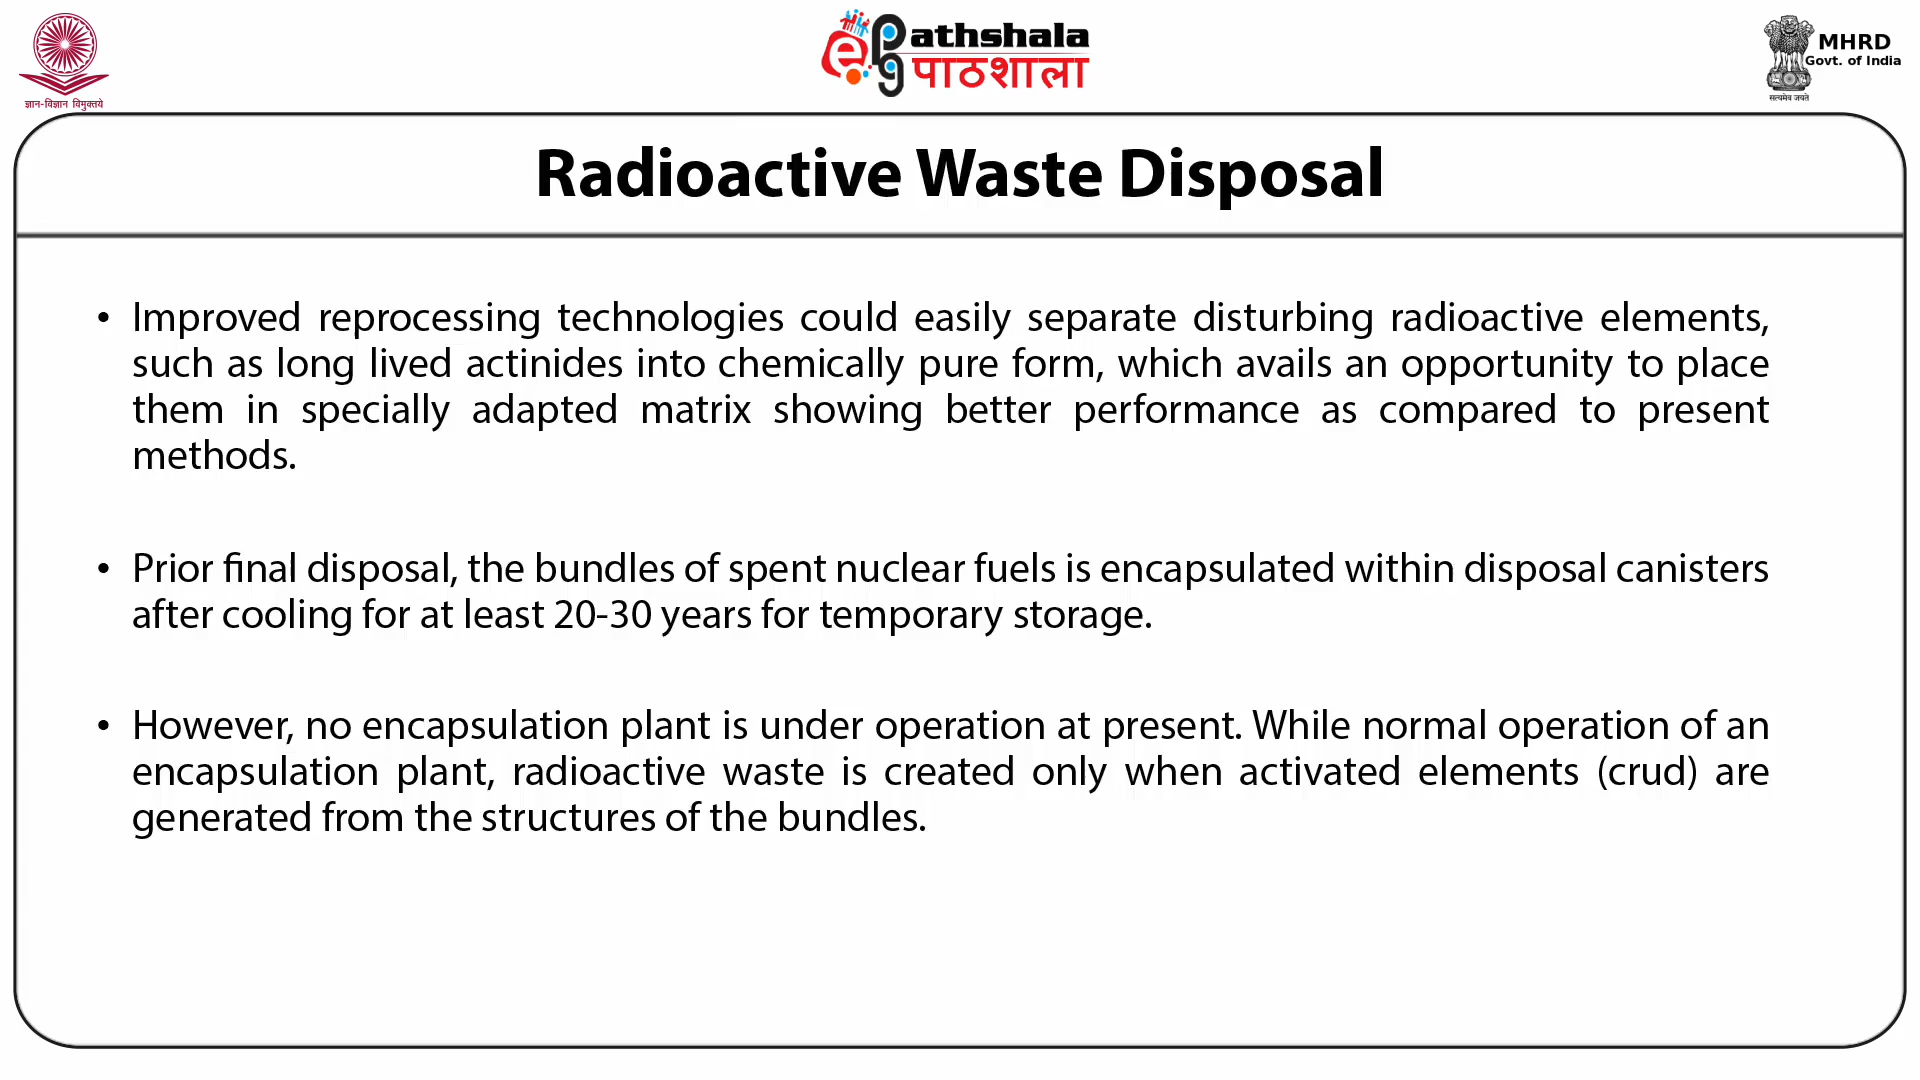 ज्ञान-विज्ञान विमुक्तये
e pg athshala
पाठशाला
MHRD
Govt. of India
सत्यमेव जयते
Radioactive Waste Disposal
• Improved reprocessing technologies could easily separate disturbing radioactive elements,
such as long lived actinides into chemically pure form, which avails an opportunity to place
them in specially adapted matrix showing better performance as compared to present
methods.
• Prior final disposal, the bundles of spent nuclear fuels is encapsulated within disposal canisters
after cooling for at least 20-30 years for temporary storage.
• However, no encapsulation plant is under operation at present. While normal operation of an
encapsulation plant, radioactive waste is created only when activated elements (crud) are
generated from the structures of the bundles.